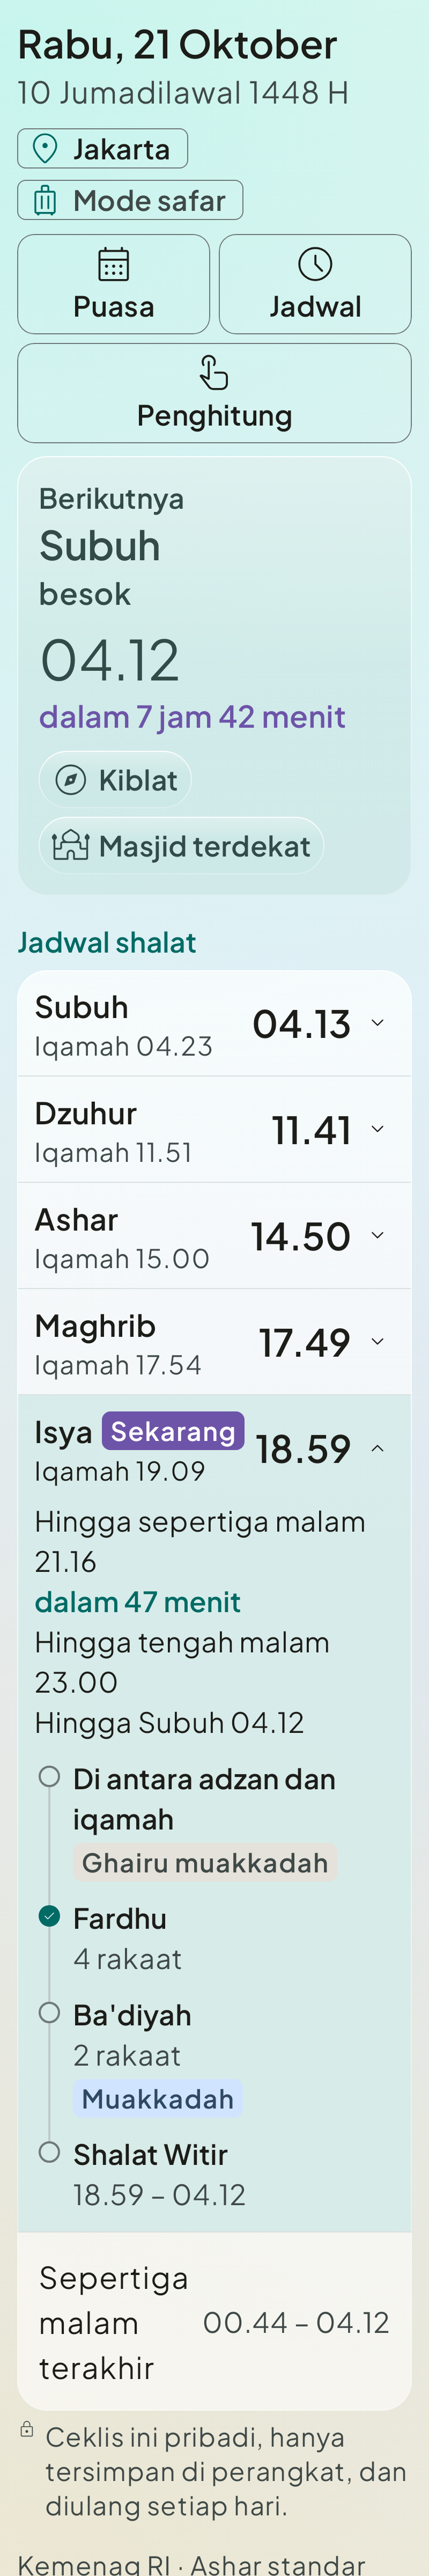 Rabu, 21 Oktober
10 Jumadilawal 1448 H
Jakarta
Mode safar
Puasa
Jadwal
Penghitung
Berikutnya
Subuh
besok
04.12
dalam 7 jam 42 menit
Kiblat
Masjid terdekat
Jadwal shalat
Subuh
Iqamah 04.23
04.13
Dzuhur
Iqamah 11.51
11.41
Ashar
Iqamah 15.00
14.50
Maghrib
Iqamah 17.54
17.49
Isya Sekarang
Iqamah 19.09
18.59
Hingga sepertiga malam
21.16
dalam 47 menit
Hingga tengah malam
23.00
Hingga Subuh 04.12
Di antara adzan dan
iqamah
Ghairu muakkadah
Fardhu
4 rakaat
Ba'diyah
2 rakaat
Muakkadah
Shalat Witir
18.59 – 04.12
Sepertiga
malam
terakhir
00.44 – 04.12
Ceklis ini pribadi, hanya
tersimpan di perangkat, dan
diulang setiap hari.
Kemenag RI · Ashar standar